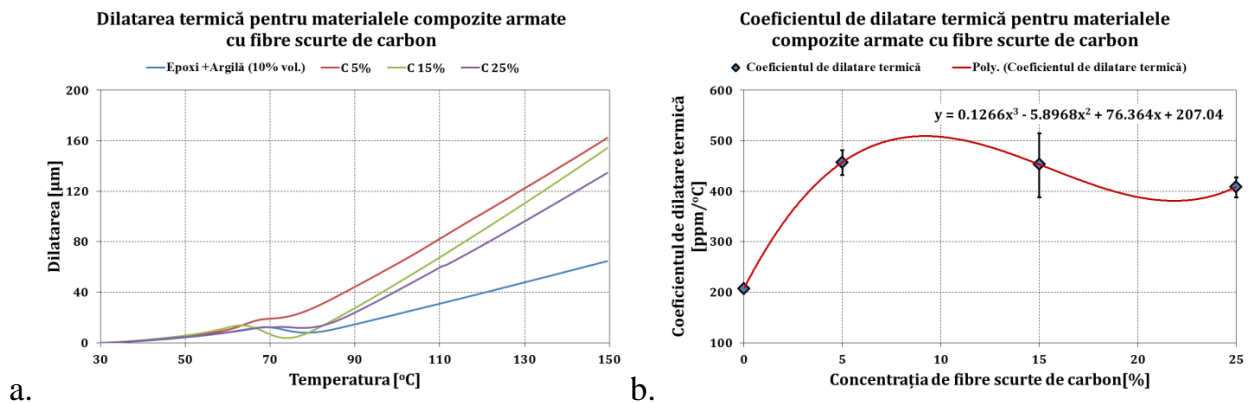 Dilatarea termică pentru materialele compozite armate
cu fibre scurte de carbon
Epoxi +Argilă (10% vol.) C 5% C 15% C 25%
200
160
120
80
40
0
Dilatarea [µm]
30 50 70 90 110 130 150
Temperatura [°C]
a.
Coeficientul de dilatare termică pentru materialele
compozite armate cu fibre scurte de carbon
Coeficientul de dilatare termică Poly. (Coeficientul de dilatare termică)
600
500
400
300
200
100
Coeficientul de dilatare termică
[ppm/°C]
y = 0.1266x³ - 5.8968x² + 76.364x + 207.04
0 5 10 15 20 25
Concentrația de fibre scurte de carbon[%]
b.